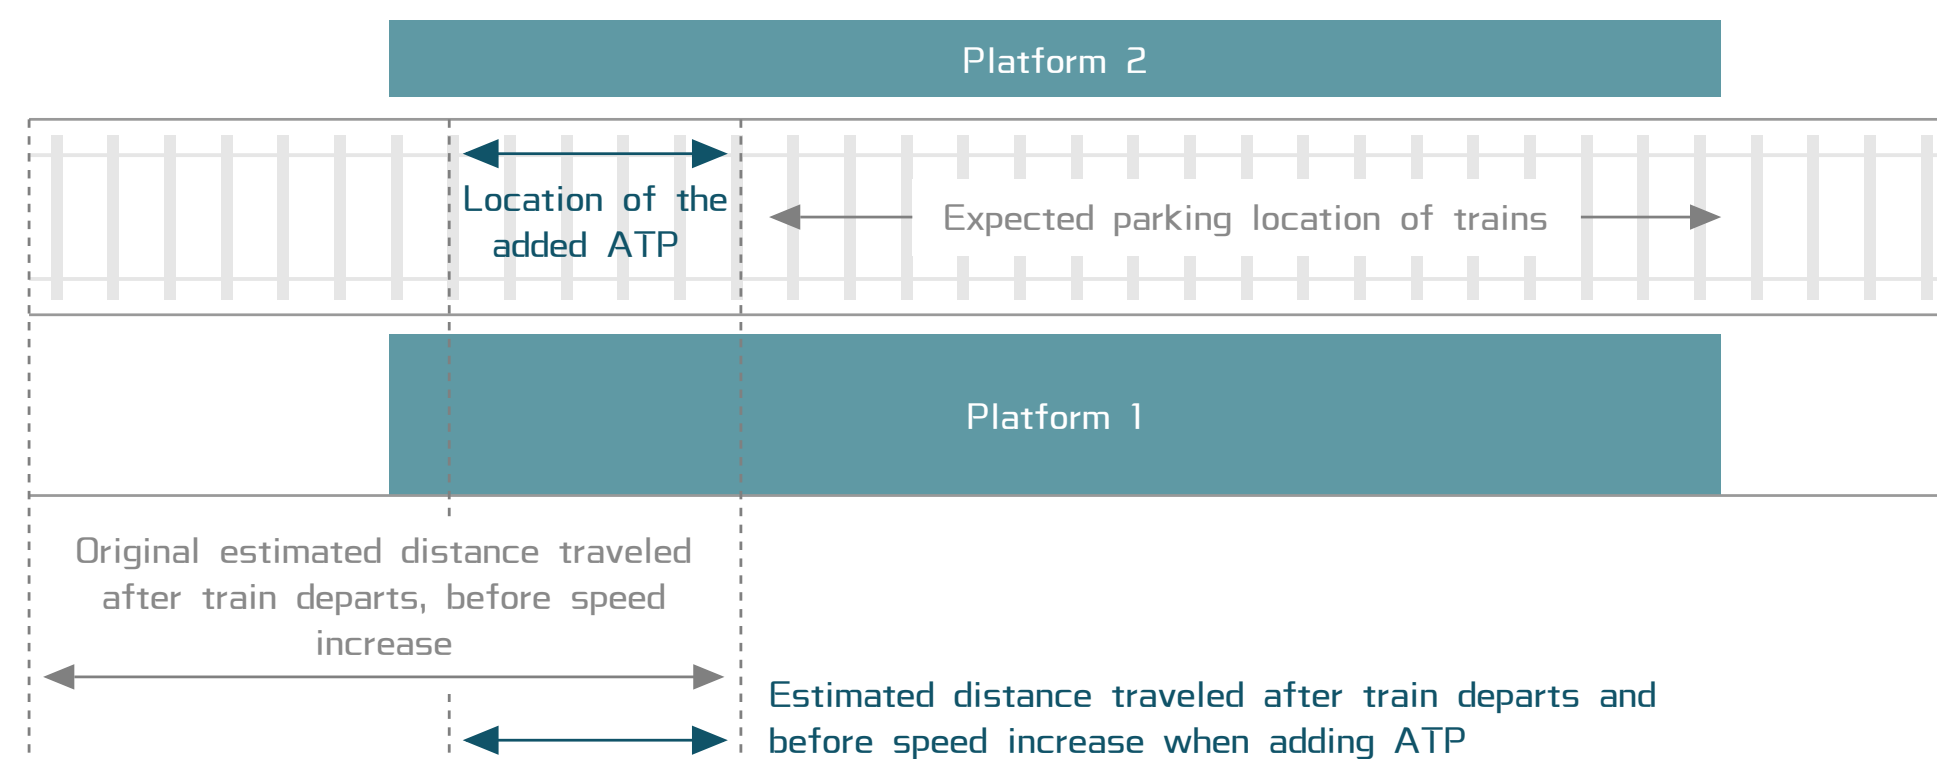 Platform 2
Location of the
added ATP
Expected parking location of trains
Platform 1
Original estimated distance traveled
after train departs, before speed
increase
Estimated distance traveled after train departs and
before speed increase when adding ATP